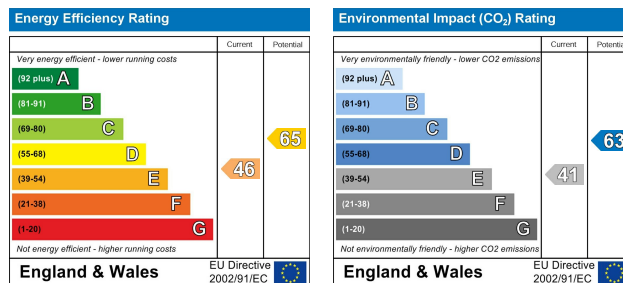 Energy Efficiency Rating
Current Potential
Very energy efficient - lower running costs
(92 plus) A
(81-91) B
(69-80) C
(55-68) D
(39-54) E
(21-38) F
(1-20) G
46
65
Not energy efficient - higher running costs
England & Wales
EU Directive
2002/91/EC
Environmental Impact (CO2) Rating
Current Potential
Very environmentally friendly - lower CO2 emissions
(92 plus) A
(81-91) B
(69-80) C
(55-68) D
(39-54) E
(21-38) F
(1-20) G
41
63
Not environmentally friendly - higher CO2 emissions
England & Wales
EU Directive
2002/91/EC